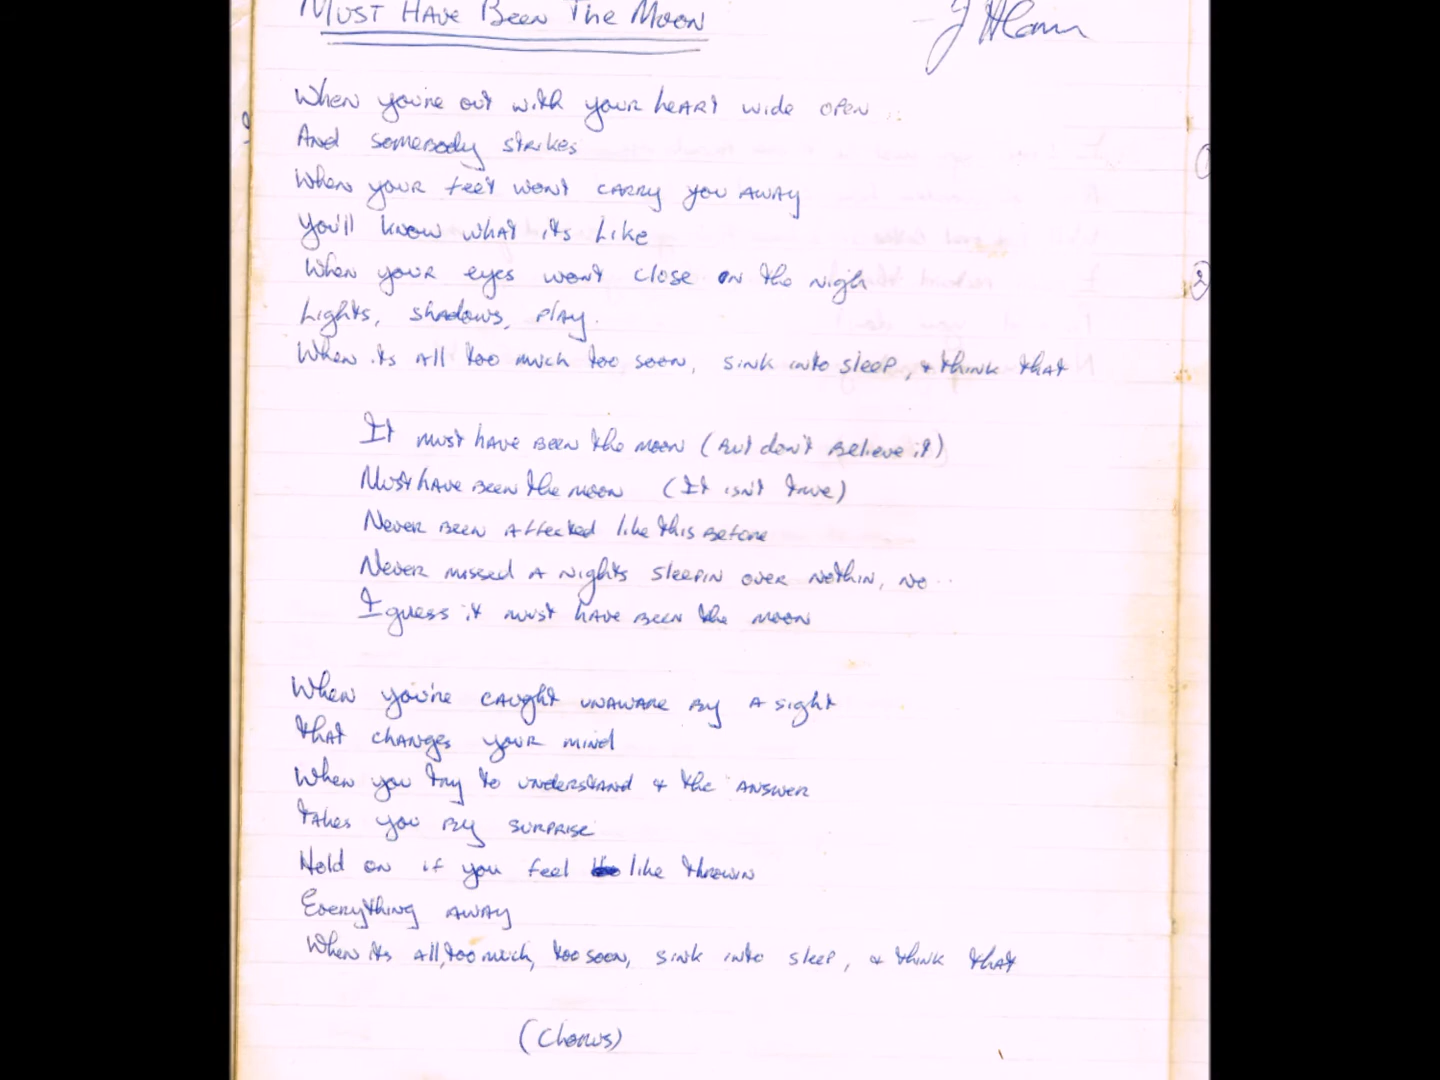 Must Have Been The Moon
When you're out with your heart wide open ..
And somebody strikes
When your feet wont carry you away
You'll know what its like
When your eyes wont close on the nigh
Lights, shadows, play.
When its all too much too soon, sink into sleep, & think that
It must have been the moon (But don't believe it)
Must have been the moon (It isn't true)
Never been affected like this before
Never missed a nights sleepin over nothin, no ..
I guess it must have been the moon
When you're caught unaware by a sight
that changes your mind
When you try to understand & the answer
takes you by surprise
Hold on if you feel like throwin
Everything away
When its all, too much, too soon, sink into sleep, & think that
(Chorus)